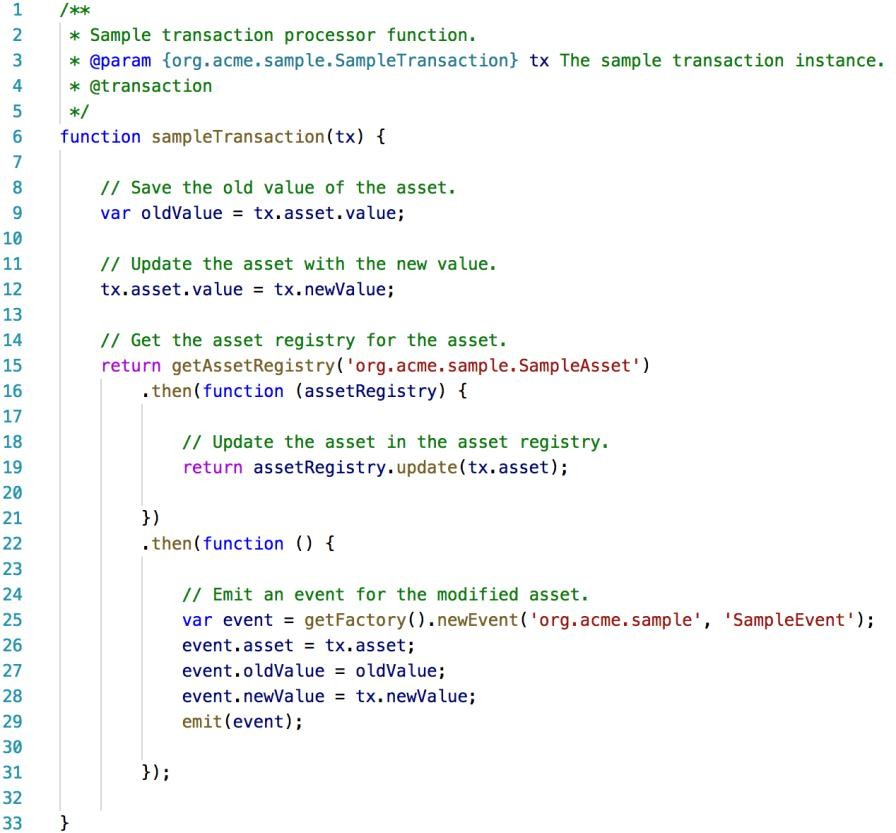 1 /**
2  * Sample transaction processor function.
3  * @param {org.acme.sample.SampleTransaction} tx The sample transaction instance.
4  * @transaction
5  */
6 function sampleTransaction(tx) {
7
8     // Save the old value of the asset.
9     var oldValue = tx.asset.value;
10
11     // Update the asset with the new value.
12     tx.asset.value = tx.newValue;
13
14     // Get the asset registry for the asset.
15     return getAssetRegistry('org.acme.sample.SampleAsset')
16         .then(function (assetRegistry) {
17
18             // Update the asset in the asset registry.
19             return assetRegistry.update(tx.asset);
20
21         })
22         .then(function () {
23
24             // Emit an event for the modified asset.
25             var event = getFactory().newEvent('org.acme.sample', 'SampleEvent');
26             event.asset = tx.asset;
27             event.oldValue = oldValue;
28             event.newValue = tx.newValue;
29             emit(event);
30
31         });
32
33 }